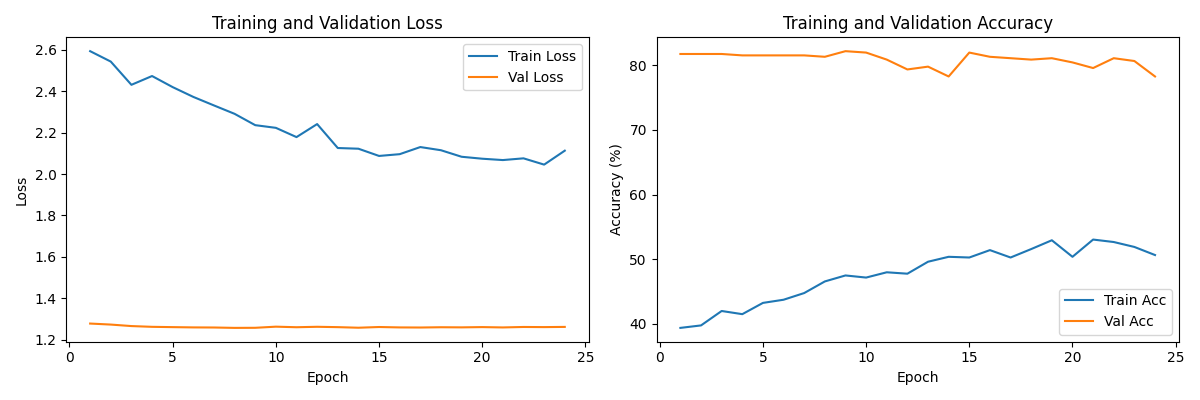 Training and Validation Loss
2.6
2.4
2.2
2.0
1.8
1.6
1.4
1.2
Loss
Train Loss
Val Loss
0
5
10
15
20
25
Epoch
Training and Validation Accuracy
80
70
60
50
40
Accuracy (%)
Train Acc
Val Acc
0
5
10
15
20
25
Epoch